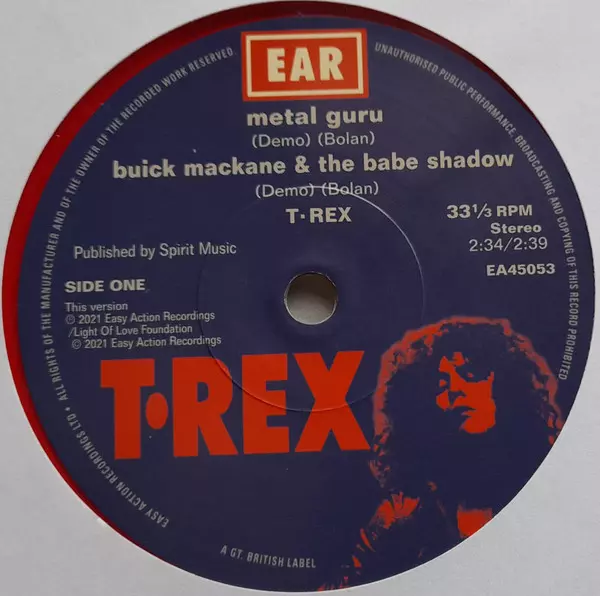 EAR
metal guru
(Demo) (Bolan)
buick mackane & the babe shadow
(Demo) (Bolan)
T·REX
33⅓ RPM
Stereo
2:34/2:39
EA45053
Published by Spirit Music
SIDE ONE
This version
℗ 2021 Easy Action Recordings
/Light Of Love Foundation
© 2021 Easy Action Recordings
T·REX
A GT. BRITISH LABEL
EASY ACTION RECORDINGS LTD • ALL RIGHTS OF THE MANUFACTURER AND OF THE OWNER OF THE RECORDED WORK RESERVED.
UNAUTHORISED PUBLIC PERFORMANCE, BROADCASTING AND COPYING OF THIS RECORD PROHIBITED